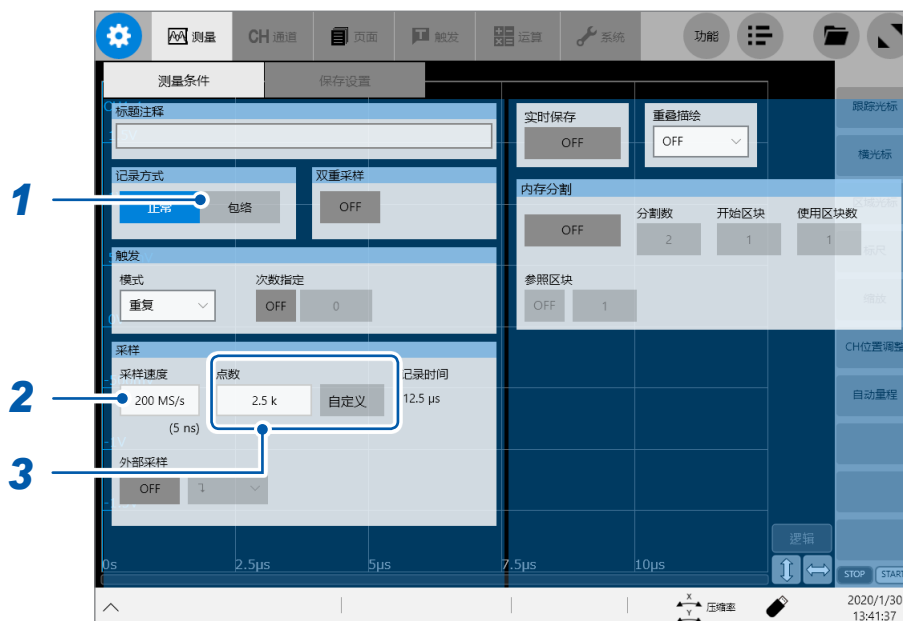 测量
CH 通道
页面
触发
运算
系统
功能
测量条件
保存设置
标题注释
实时保存
OFF
重叠描绘
OFF
跟踪光标
横光标
1
记录方式
正常
包络
双重采样
OFF
内存分割
OFF
分割数
2
开始区块
1
使用区块数
1
参照区块
OFF
1
触发
模式
重复
次数指定
OFF
0
CH位置调整
自动量程
采样
2
采样速度
200 MS/s
(5 ns)
点数
2.5 k
自定义
记录时间
12.5 µs
3
外部采样
OFF
逻辑
0s
2.5µs
5µs
7.5µs
10µs
STOP
START
X
Y
压缩率
2020/1/30
13:41:37